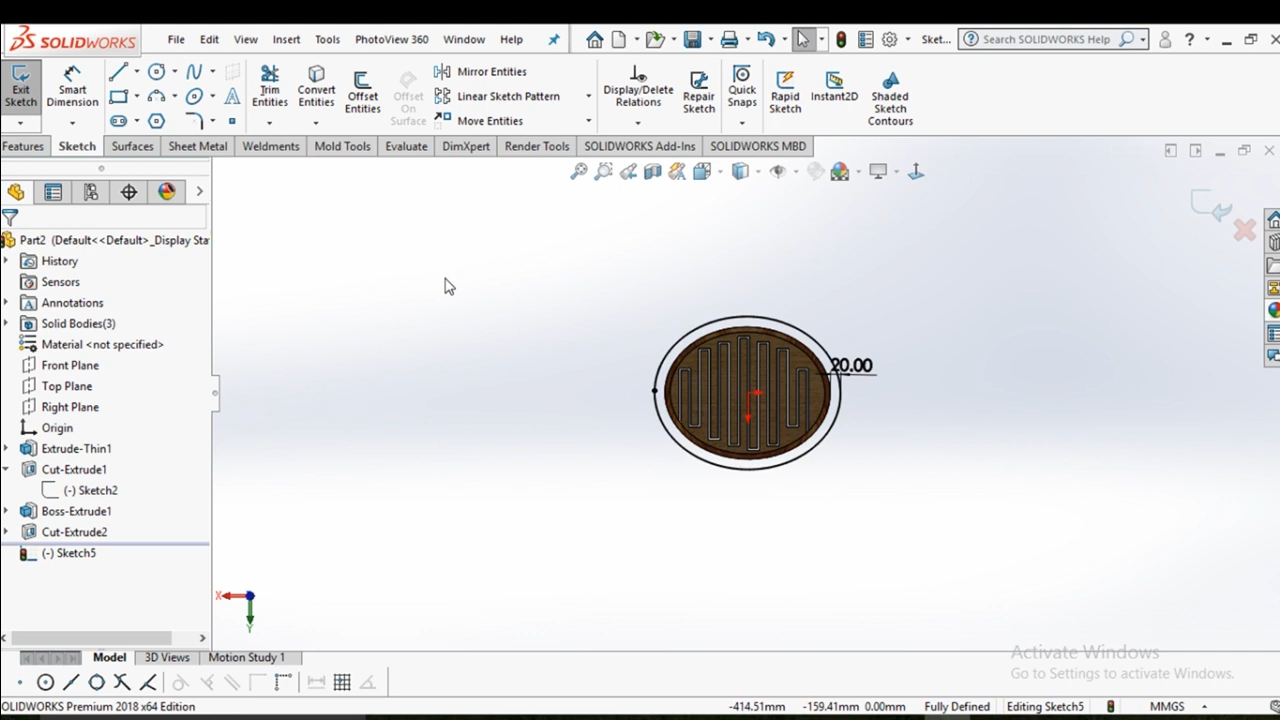 SOLIDWORKS File Edit View Insert Tools PhotoView 360 Window Help Sket... Search SOLIDWORKS Help ?
Exit Sketch
Smart Dimension
Trim Entities
Convert Entities
Offset Entities
Offset On Surface
Mirror Entities
Linear Sketch Pattern
Move Entities
Display/Delete Relations
Repair Sketch
Quick Snaps
Rapid Sketch
Instant2D
Shaded Sketch Contours
Features Sketch Surfaces Sheet Metal Weldments Mold Tools Evaluate DimXpert Render Tools SOLIDWORKS Add-Ins SOLIDWORKS MBD
Part2 (Default<<Default>_Display Sta
History
Sensors
Annotations
Solid Bodies(3)
Material <not specified>
Front Plane
Top Plane
Right Plane
Origin
Extrude-Thin1
Cut-Extrude1
(-) Sketch2
Boss-Extrude1
Cut-Extrude2
(-) Sketch5
20.00
X
Y
Activate Windows
Go to Settings to activate Windows.
Model 3D Views Motion Study 1
OLIDWORKS Premium 2018 x64 Edition -414.51mm -159.41mm 0.00mm Fully Defined Editing Sketch5 MMGS